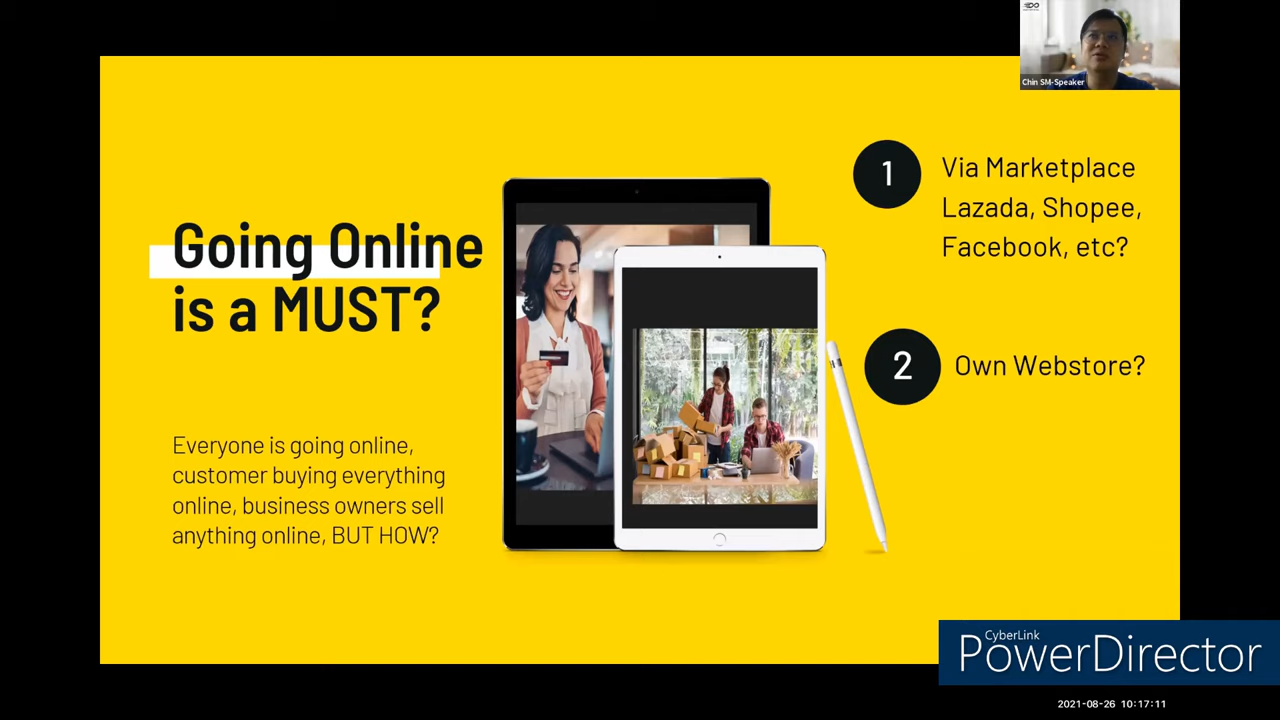 Chin SM-Speaker
Going Online
is a MUST?
Everyone is going online,
customer buying everything
online, business owners sell
anything online, BUT HOW?
1
Via Marketplace
Lazada, Shopee,
Facebook, etc?
2
Own Webstore?
CyberLink
PowerDirector
2021-08-26 10:17:11